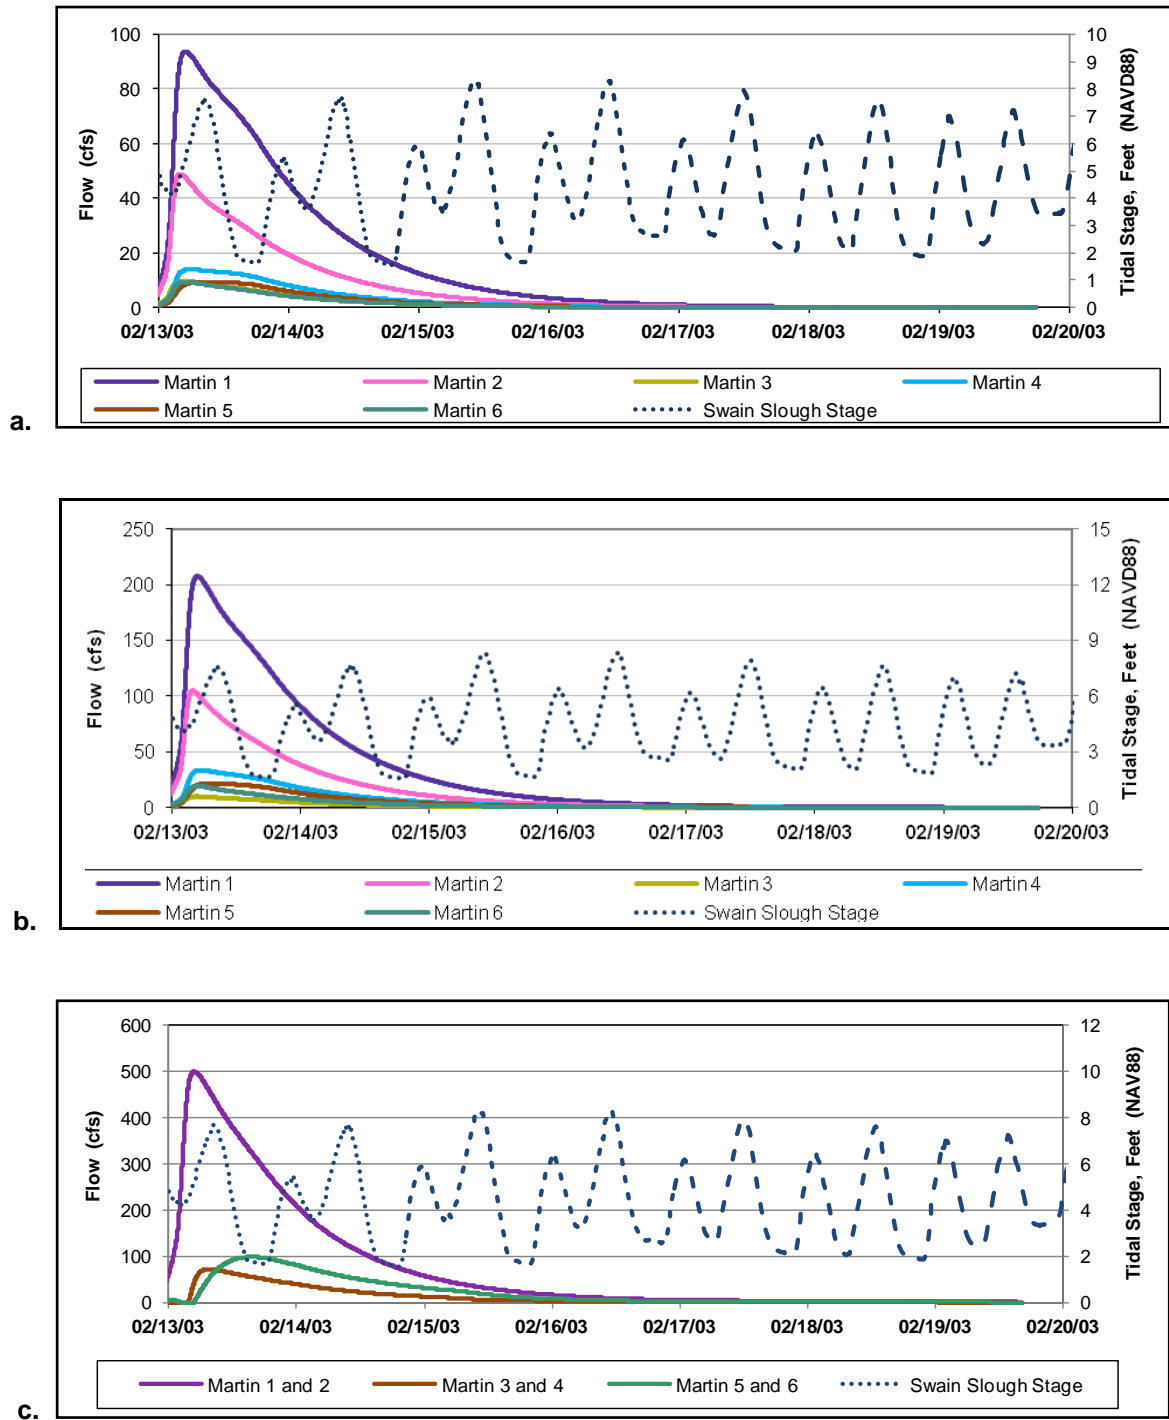 100
80
60
40
20
0
Flow (cfs)
10
9
8
7
6
5
4
3
2
1
0
Tidal Stage, Feet (NAVD88)
02/13/03 02/14/03 02/15/03 02/16/03 02/17/03 02/18/03 02/19/03 02/20/03
Martin 1 Martin 2 Martin 3 Martin 4
Martin 5 Martin 6 Swain Slough Stage
a.
250
200
150
100
50
0
Flow (cfs)
15
12
9
6
3
0
Tidal Stage, Feet (NAVD88)
02/13/03 02/14/03 02/15/03 02/16/03 02/17/03 02/18/03 02/19/03 02/20/03
Martin 1 Martin 2 Martin 3 Martin 4
Martin 5 Martin 6 Swain Slough Stage
b.
600
500
400
300
200
100
0
Flow (cfs)
12
10
8
6
4
2
0
Tidal Stage, Feet (NAV88)
02/13/03 02/14/03 02/15/03 02/16/03 02/17/03 02/18/03 02/19/03 02/20/03
Martin 1 and 2 Martin 3 and 4 Martin 5 and 6 Swain Slough Stage
c.